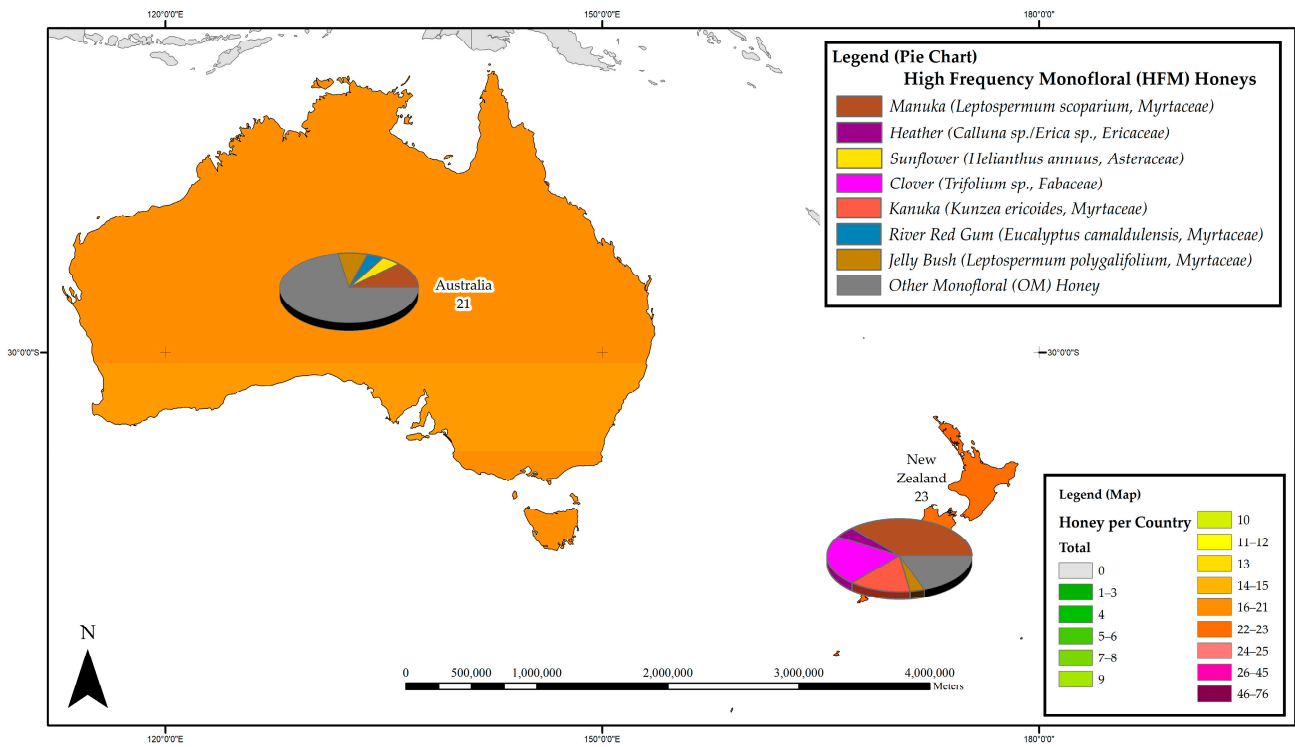 120°0'0"E 150°0'0"E 180°0'0"
Legend (Pie Chart)
High Frequency Monofloral (HFM) Honeys
Manuka (Leptospermum scoparium, Myrtaceae)
Heather (Calluna sp./Erica sp., Ericaceae)
Sunflower (Helianthus annuus, Asteraceae)
Clover (Trifolium sp., Fabaceae)
Kanuka (Kunzea ericoides, Myrtaceae)
River Red Gum (Eucalyptus camaldulensis, Myrtaceae)
Jelly Bush (Leptospermum polygalifolium, Myrtaceae)
Other Monofloral (OM) Honey
Australia
21
30°0'0"S 30°0'0"S
New
Zealand
23
Legend (Map)
Honey per Country
Total
0
1–3
4
5–6
7–8
9
10
11–12
13
14–15
16–21
22–23
24–25
26–45
46–76
N
0 500,000 1,000,000 2,000,000 3,000,000 4,000,000
Meters
120°0'0"E 150°0'0"E 180°0'0"